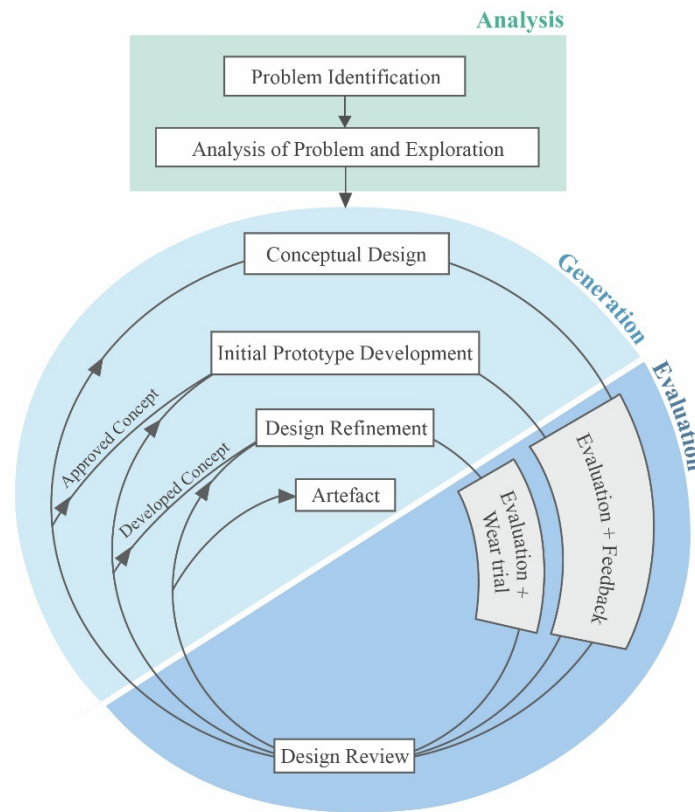 Analysis
Problem Identification
Analysis of Problem and Exploration
Conceptual Design
Generation
Initial Prototype Development
Evaluation
Approved Concept
Design Refinement
Developed Concept
Artefact
Evaluation +
Wear trial
Evaluation + Feedback
Design Review